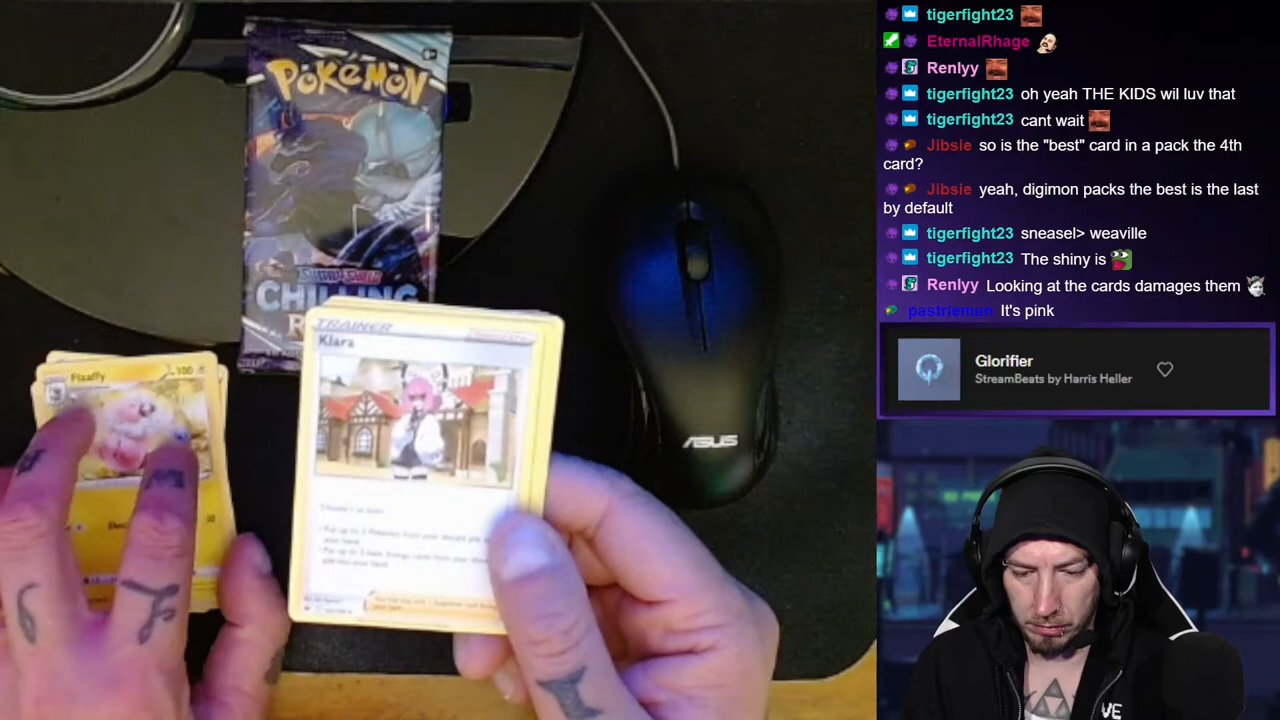 tigerfight23
EternalRhage
Renlyy
tigerfight23 oh yeah THE KIDS wil luv that
tigerfight23 cant wait
Jibsie so is the "best" card in a pack the 4th
card?
Jibsie yeah, digimon packs the best is the last
by default
tigerfight23 sneasel> weaville
tigerfight23 The shiny is
Renlyy Looking at the cards damages them
pastrieman It's pink
Glorifier
StreamBeats by Harris Heller
POKÉMON
CHILLING
R
TRAINER
Klara
Flaaffy 100
ASUS